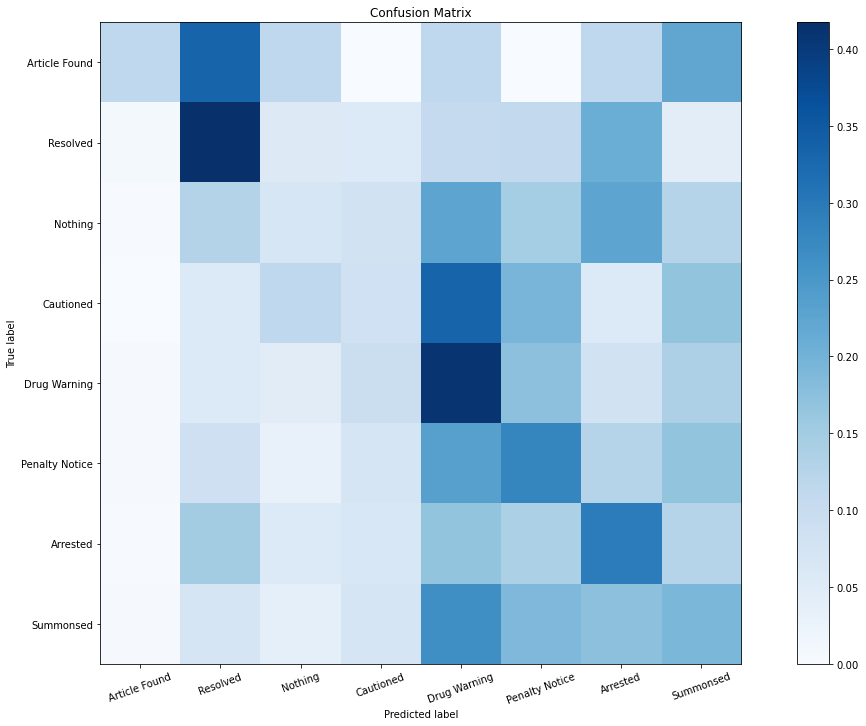 Confusion Matrix
True label
Article Found
Resolved
Nothing
Cautioned
Drug Warning
Penalty Notice
Arrested
Summonsed
Article Found
Resolved
Nothing
Cautioned
Drug Warning
Penalty Notice
Arrested
Summonsed
Predicted label
0.40
0.35
0.30
0.25
0.20
0.15
0.10
0.05
0.00